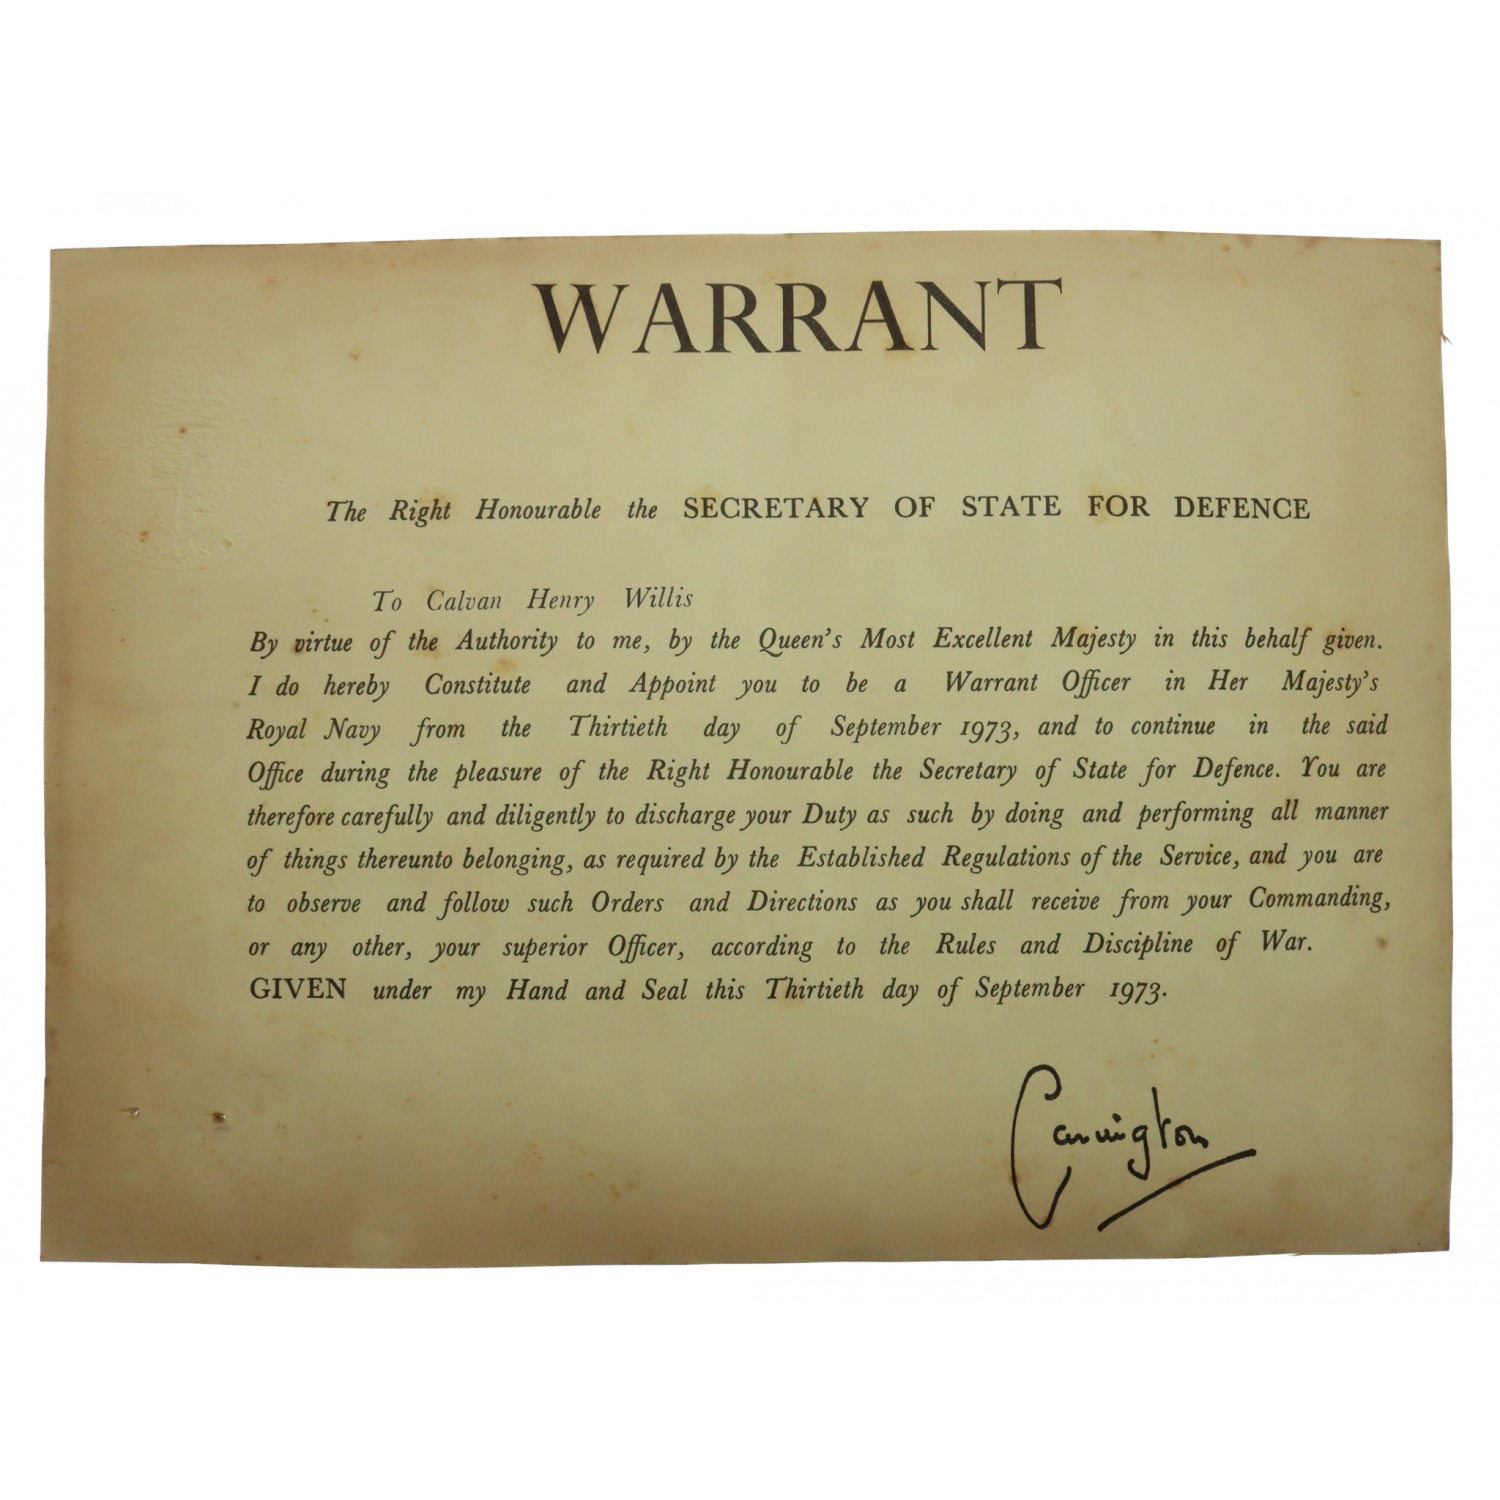 WARRANT
The Right Honourable the SECRETARY OF STATE FOR DEFENCE
To Calvan Henry Willis
By virtue of the Authority to me, by the Queen's Most Excellent Majesty in this behalf given.
I do hereby Constitute and Appoint you to be a Warrant Officer in Her Majesty's
Royal Navy from the Thirtieth day of September 1973, and to continue in the said
Office during the pleasure of the Right Honourable the Secretary of State for Defence. You are
therefore carefully and diligently to discharge your Duty as such by doing and performing all manner
of things thereunto belonging, as required by the Established Regulations of the Service, and you are
to observe and follow such Orders and Directions as you shall receive from your Commanding,
or any other, your superior Officer, according to the Rules and Discipline of War.
GIVEN under my Hand and Seal this Thirtieth day of September 1973.
Carrington